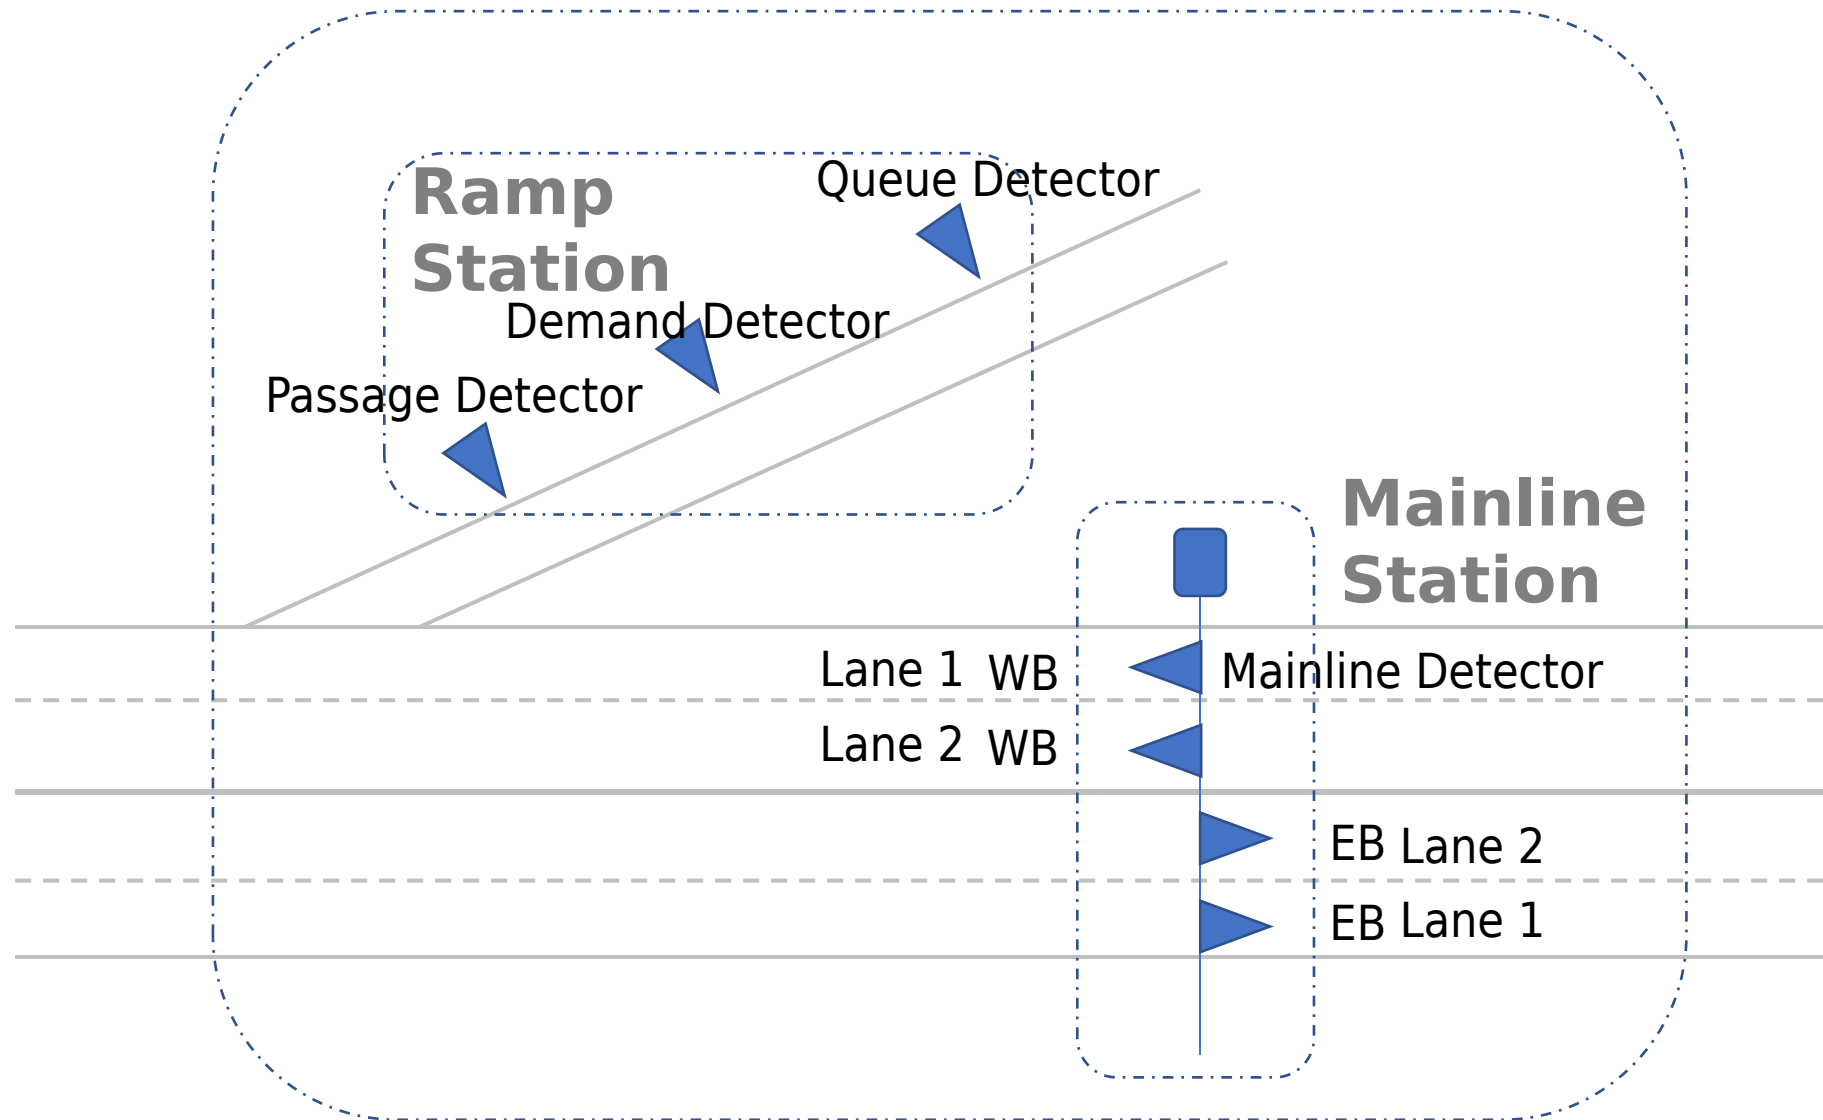 Queue Detector
Ramp
Station
Demand Detector
Passage Detector
Mainline
Station
Lane 1 WB
Mainline Detector
Lane 2 WB
EB Lane 2
EB Lane 1